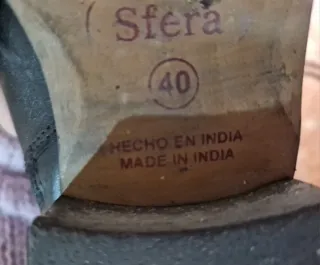 Sfera
40
HECHO EN INDIA
MADE IN INDIA